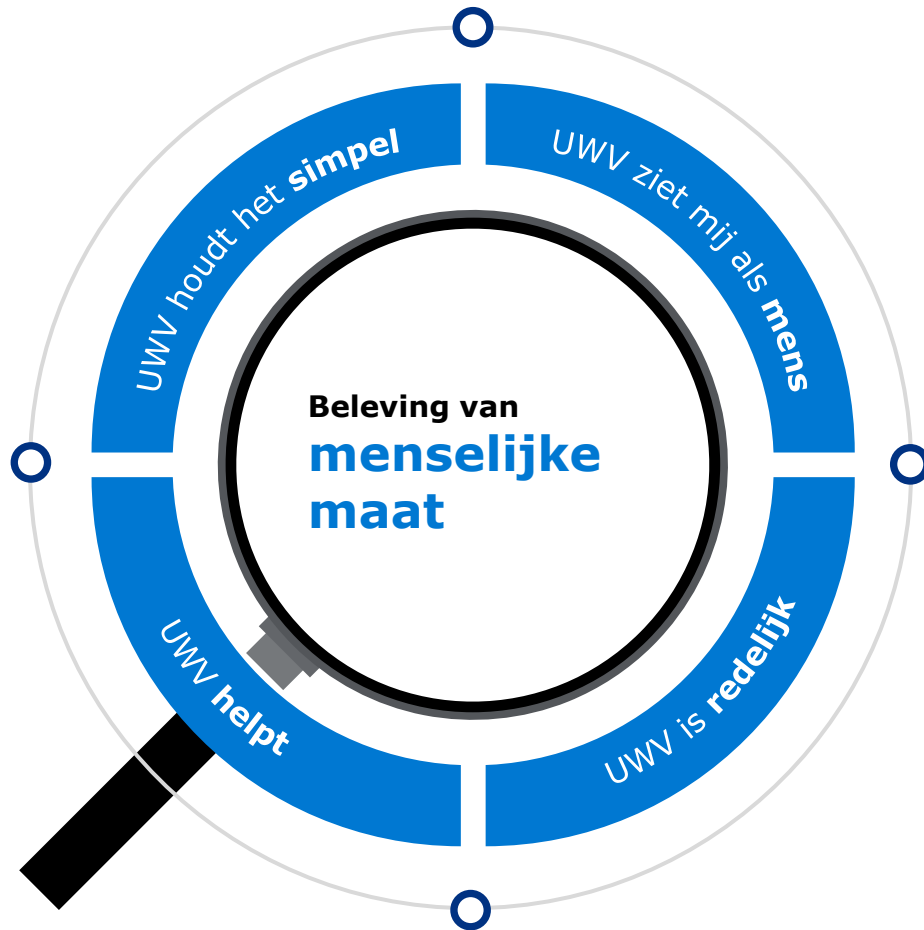 UWV houdt het simpel
UWV ziet mij als mens
Beleving van
menselijke
maat
UWV helpt
UWV is redelijk